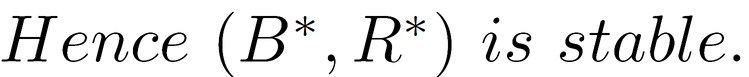 Hence (B*, R*) is stable.